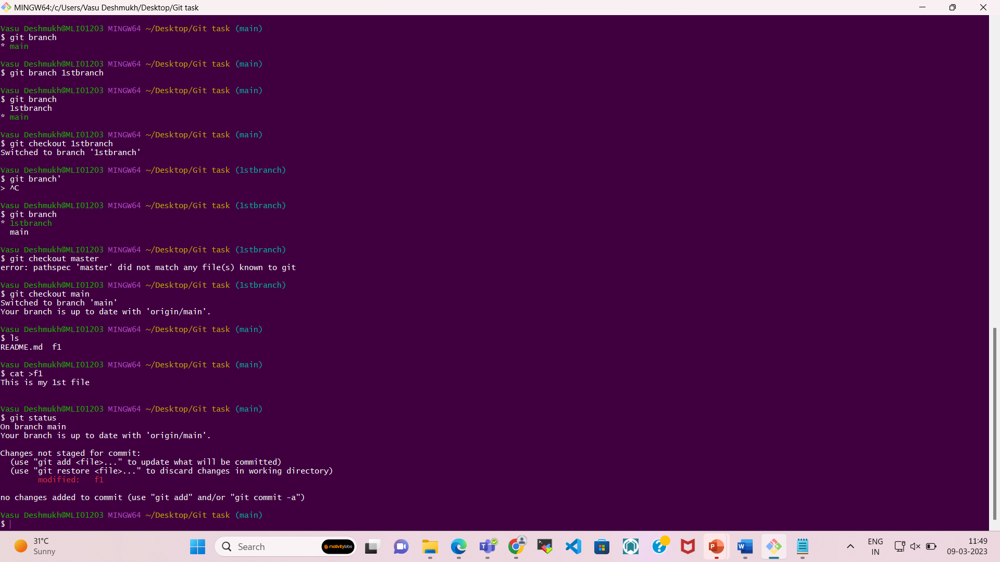 MINGW64:/c/Users/Vasu Deshmukh/Desktop/Git task
Vasu Deshmukh@MLI01203 MINGW64 ~/Desktop/Git task (main)
$ git branch
* main
Vasu Deshmukh@MLI01203 MINGW64 ~/Desktop/Git task (main)
$ git branch 1stbranch
Vasu Deshmukh@MLI01203 MINGW64 ~/Desktop/Git task (main)
$ git branch
  1stbranch
* main
Vasu Deshmukh@MLI01203 MINGW64 ~/Desktop/Git task (main)
$ git checkout 1stbranch
Switched to branch '1stbranch'
Vasu Deshmukh@MLI01203 MINGW64 ~/Desktop/Git task (1stbranch)
$ git branch'
> ^C
Vasu Deshmukh@MLI01203 MINGW64 ~/Desktop/Git task (1stbranch)
$ git branch
* 1stbranch
  main
Vasu Deshmukh@MLI01203 MINGW64 ~/Desktop/Git task (1stbranch)
$ git checkout master
error: pathspec 'master' did not match any file(s) known to git
Vasu Deshmukh@MLI01203 MINGW64 ~/Desktop/Git task (1stbranch)
$ git checkout main
Switched to branch 'main'
Your branch is up to date with 'origin/main'.
Vasu Deshmukh@MLI01203 MINGW64 ~/Desktop/Git task (main)
$ ls
README.md  f1
Vasu Deshmukh@MLI01203 MINGW64 ~/Desktop/Git task (main)
$ cat >f1
This is my 1st file
Vasu Deshmukh@MLI01203 MINGW64 ~/Desktop/Git task (main)
$ git status
On branch main
Your branch is up to date with 'origin/main'.
Changes not staged for commit:
  (use "git add <file>..." to update what will be committed)
  (use "git restore <file>..." to discard changes in working directory)
        modified:   f1
no changes added to commit (use "git add" and/or "git commit -a")
Vasu Deshmukh@MLI01203 MINGW64 ~/Desktop/Git task (main)
$
31°C
Sunny
Search
motivitylabs
ENG
IN
11:49
09-03-2023